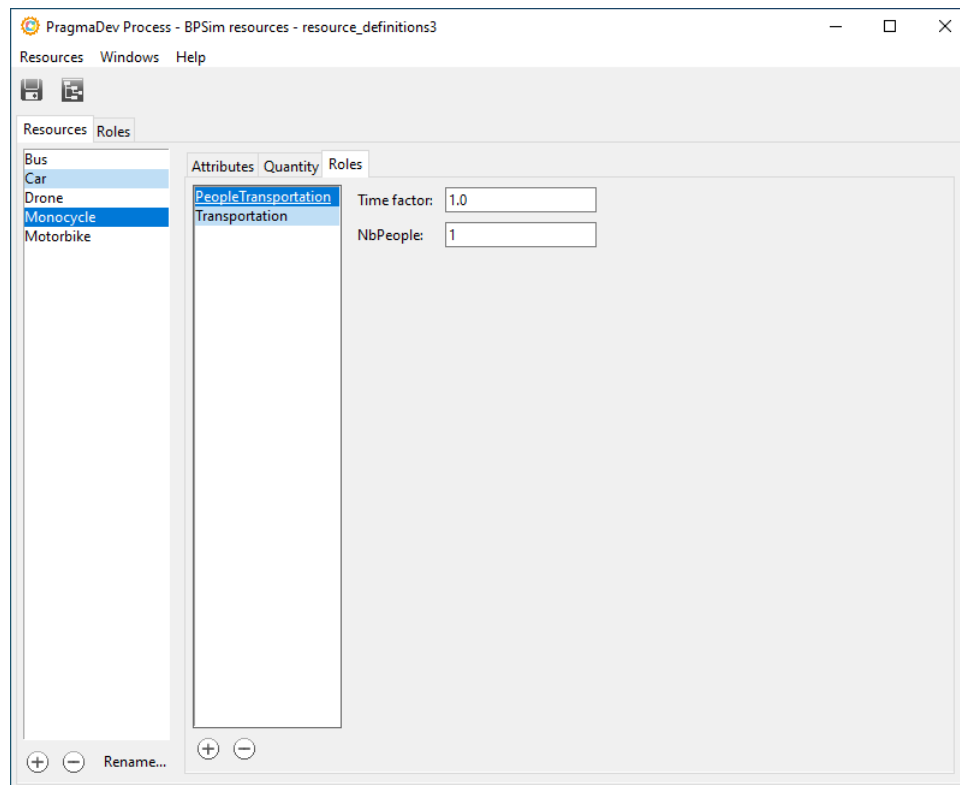 PragmaDev Process - BPSim resources - resource_definitions3
Resources Windows Help
Resources Roles
Bus
Car
Drone
Monocycle
Motorbike
Attributes Quantity Roles
PeopleTransportation
Transportation
Time factor: 1.0
NbPeople: 1
Rename...